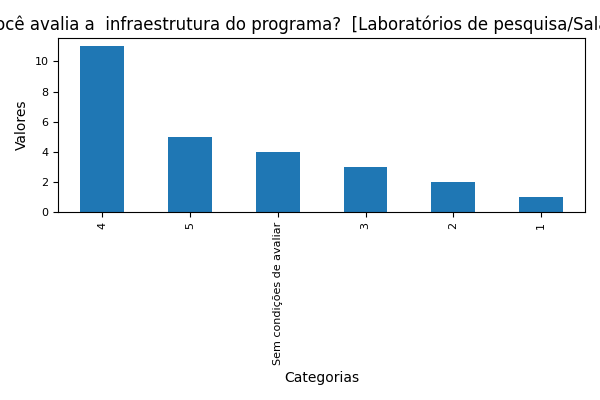 ocê avalia a  infraestrutura do programa?  [Laboratórios de pesquisa/Sala
Valores
10
8
6
4
2
0
4
5
Sem condições de avaliar
3
2
1
Categorias